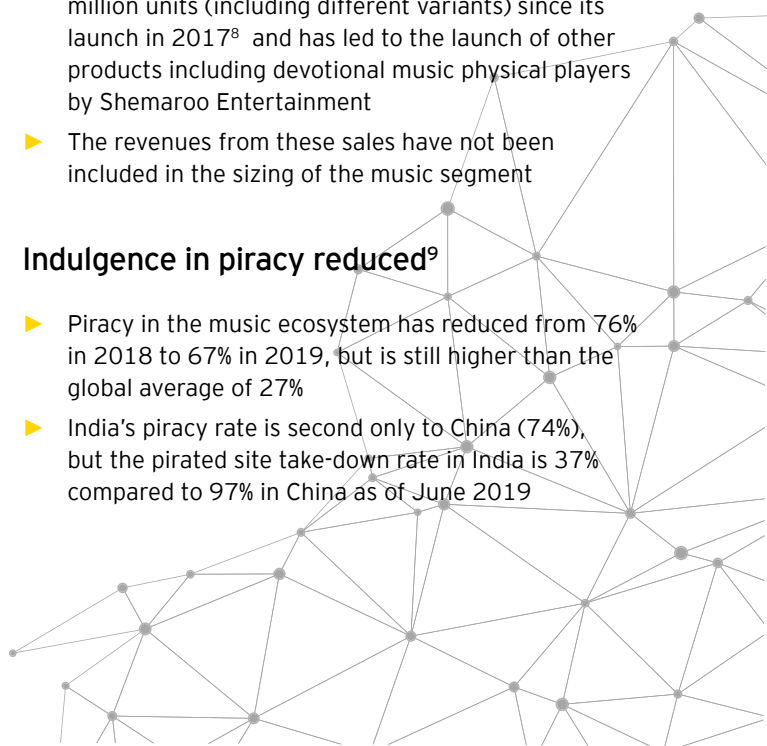 million units (including different variants) since its
launch in 2017⁸ and has led to the launch of other
products including devotional music physical players
by Shemaroo Entertainment
► The revenues from these sales have not been
included in the sizing of the music segment
Indulgence in piracy reduced⁹
► Piracy in the music ecosystem has reduced from 76%
in 2018 to 67% in 2019, but is still higher than the
global average of 27%
► India’s piracy rate is second only to China (74%),
but the pirated site take-down rate in India is 37%
compared to 97% in China as of June 2019